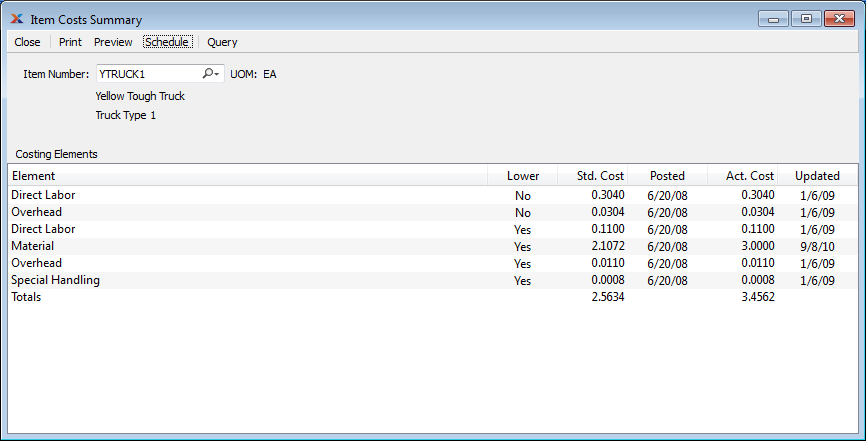 Item Costs Summary
Close Print Preview Schedule Query
Item Number: YTRUCK1 UOM: EA
Yellow Tough Truck
Truck Type 1
Costing Elements
Element Lower Std. Cost Posted Act. Cost Updated
Direct Labor No 0.3040 6/20/08 0.3040 1/6/09
Overhead No 0.0304 6/20/08 0.0304 1/6/09
Direct Labor Yes 0.1100 6/20/08 0.1100 1/6/09
Material Yes 2.1072 6/20/08 3.0000 9/8/10
Overhead Yes 0.0110 6/20/08 0.0110 1/6/09
Special Handling Yes 0.0008 6/20/08 0.0008 1/6/09
Totals 2.5634 3.4562